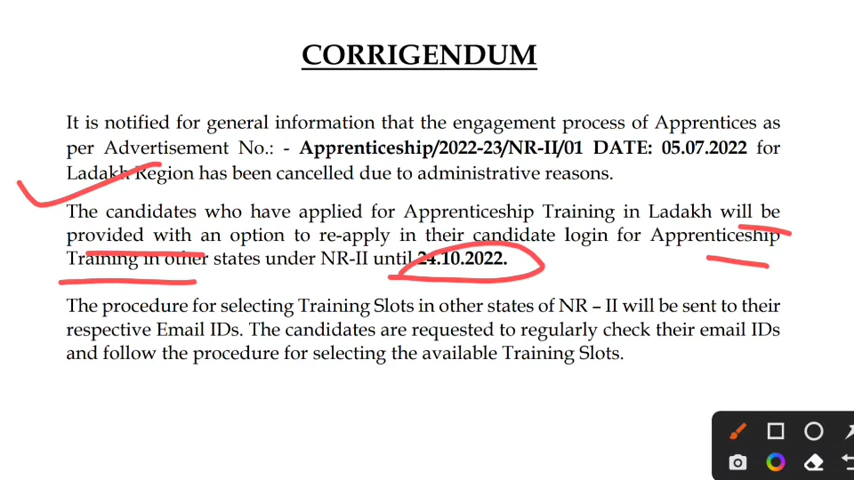 CORRIGENDUM
It is notified for general information that the engagement process of Apprentices as
per Advertisement No.: - Apprenticeship/2022-23/NR-II/01 DATE: 05.07.2022 for
Ladakh Region has been cancelled due to administrative reasons.
The candidates who have applied for Apprenticeship Training in Ladakh will be
provided with an option to re-apply in their candidate login for Apprenticeship
Training in other states under NR-II until 24.10.2022.
The procedure for selecting Training Slots in other states of NR – II will be sent to their
respective Email IDs. The candidates are requested to regularly check their email IDs
and follow the procedure for selecting the available Training Slots.